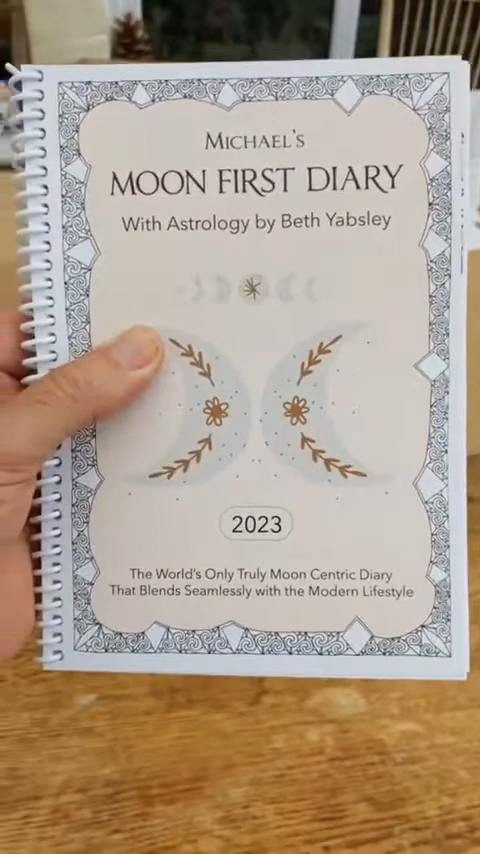 MICHAEL'S
MOON FIRST DIARY
With Astrology by Beth Yabsley
2023
The World's Only Truly Moon Centric Diary
That Blends Seamlessly with the Modern Lifestyle